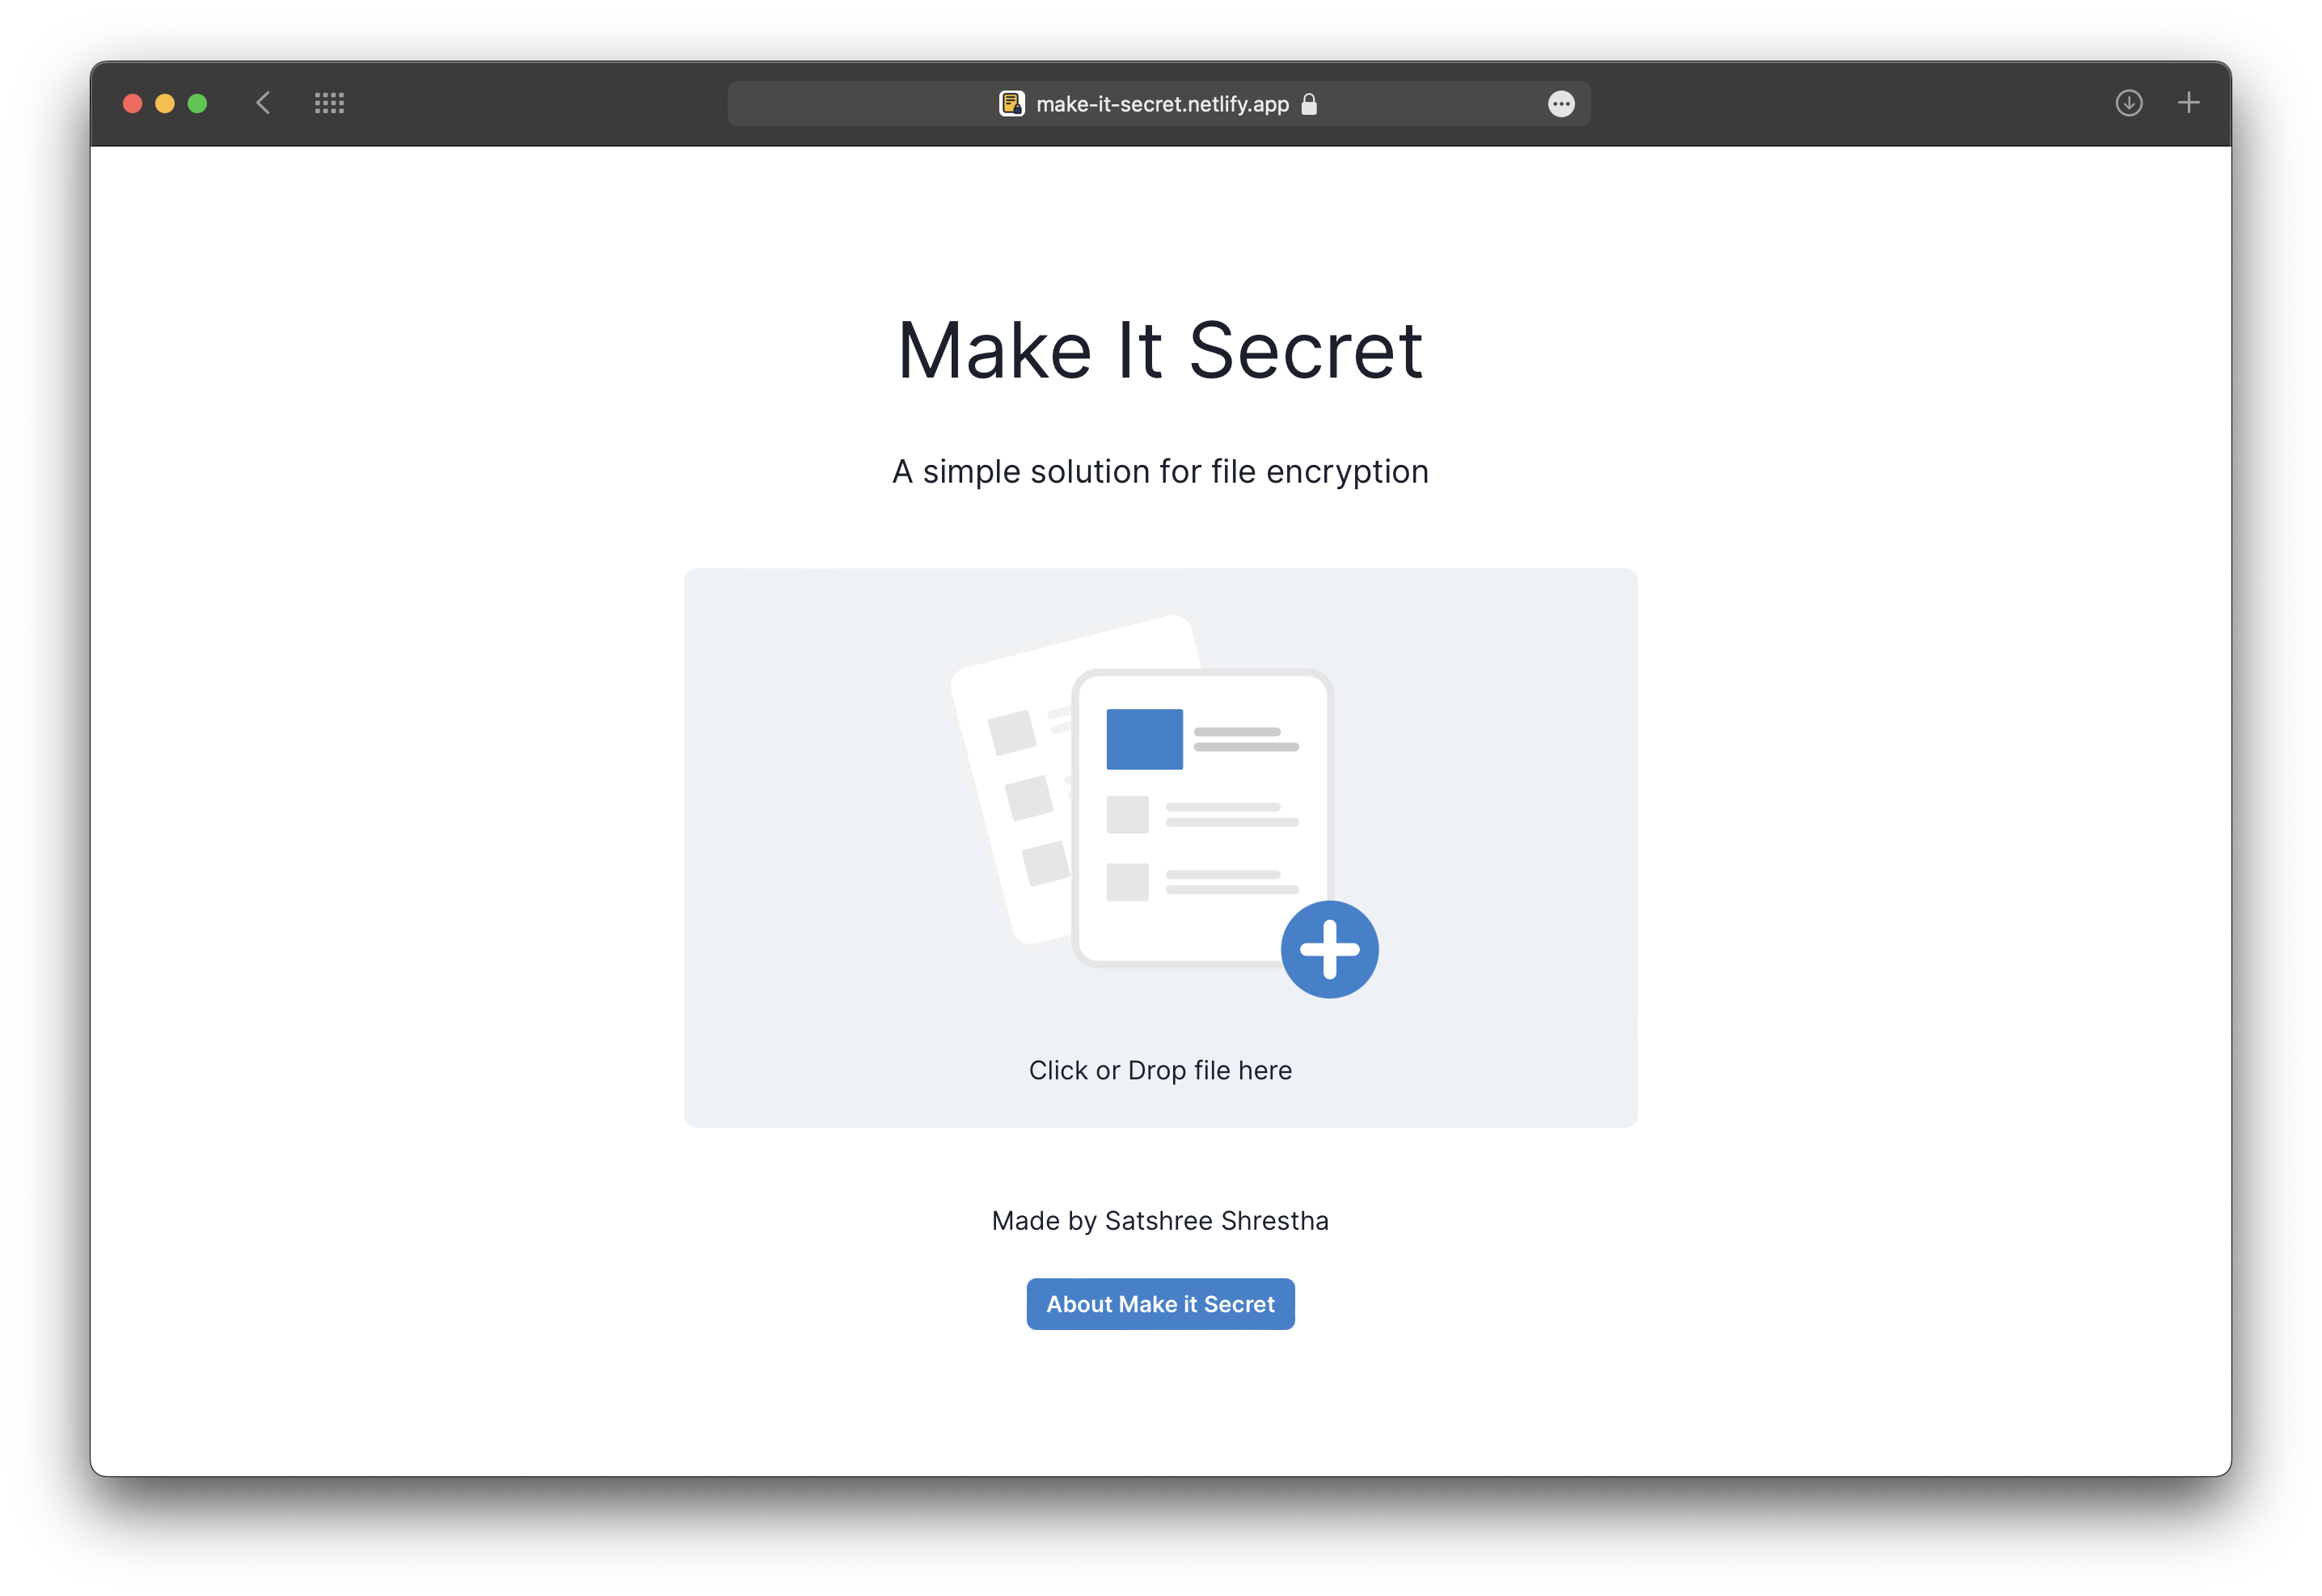 make-it-secret.netlify.app
Make It Secret
A simple solution for file encryption
Click or Drop file here
Made by Satshree Shrestha
About Make it Secret